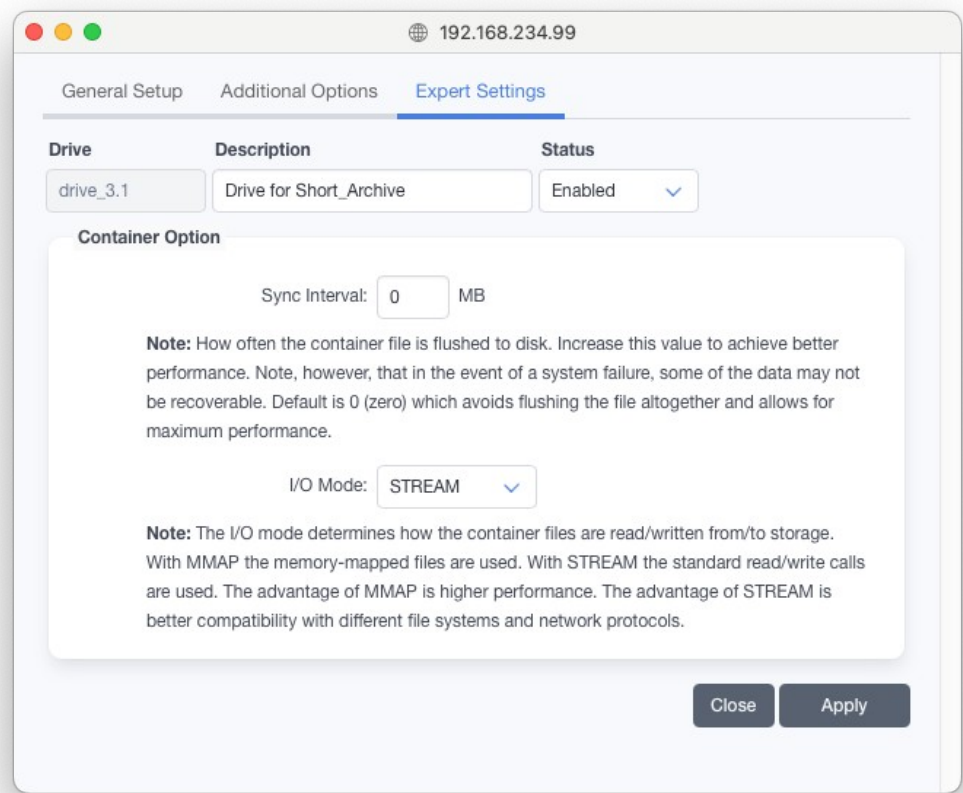 192.168.234.99
General Setup Additional Options Expert Settings
Drive Description Status
drive_3.1 Drive for Short_Archive Enabled
Container Option
Sync Interval: 0 MB
Note: How often the container file is flushed to disk. Increase this value to achieve better
performance. Note, however, that in the event of a system failure, some of the data may not
be recoverable. Default is 0 (zero) which avoids flushing the file altogether and allows for
maximum performance.
I/O Mode: STREAM
Note: The I/O mode determines how the container files are read/written from/to storage.
With MMAP the memory-mapped files are used. With STREAM the standard read/write calls
are used. The advantage of MMAP is higher performance. The advantage of STREAM is
better compatibility with different file systems and network protocols.
Close Apply